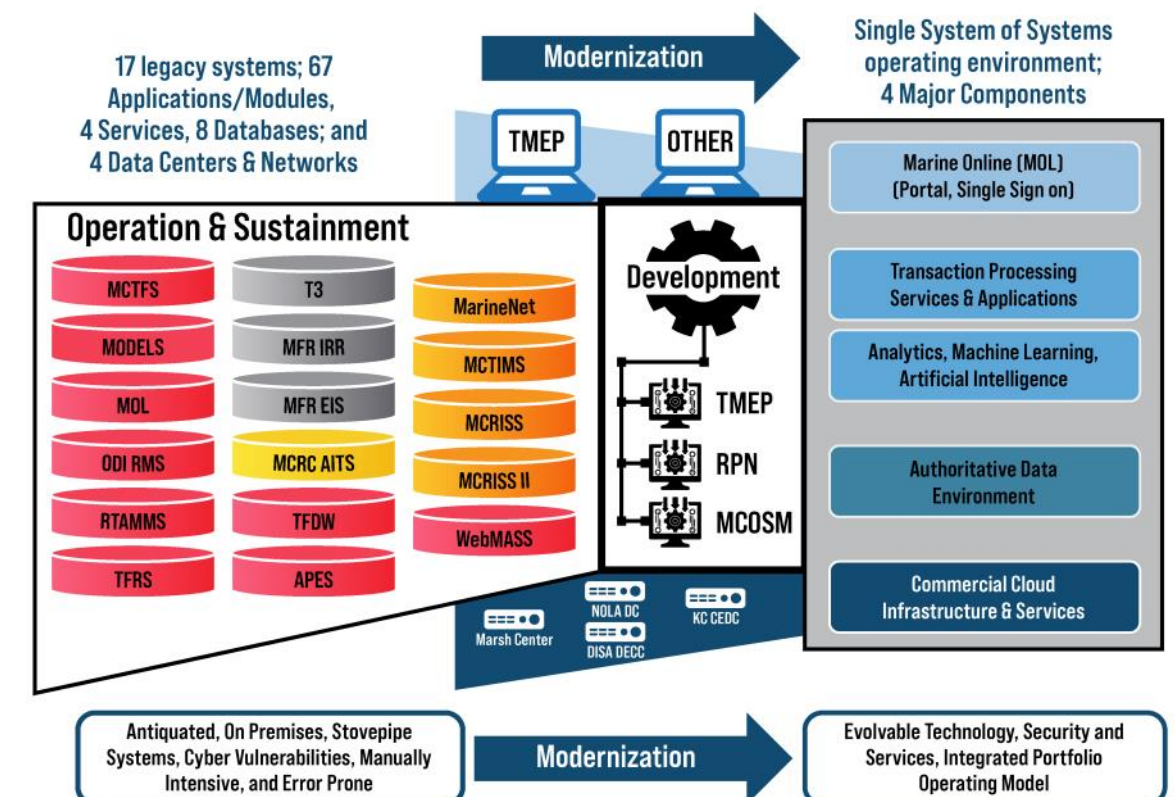 17 legacy systems; 67
Applications/Modules,
4 Services, 8 Databases; and
4 Data Centers & Networks
Modernization
Single System of Systems
operating environment;
4 Major Components
TMEP
OTHER
Operation & Sustainment
MCTFS
MODELS
MOL
ODI RMS
RTAMMS
TFRS
T3
MFR IRR
MFR EIS
MCRC AITS
TFDW
APES
MarineNet
MCTIMS
MCRISS
MCRISS II
WebMASS
Development
TMEP
RPN
MCOSM
Marine Online (MOL)
(Portal, Single Sign on)
Transaction Processing
Services & Applications
Analytics, Machine Learning,
Artificial Intelligence
Authoritative Data
Environment
Commercial Cloud
Infrastructure & Services
Marsh Center
NOLA DC
DISA DECC
KC CEDC
Antiquated, On Premises, Stovepipe
Systems, Cyber Vulnerabilities, Manually
Intensive, and Error Prone
Modernization
Evolvable Technology, Security and
Services, Integrated Portfolio
Operating Model